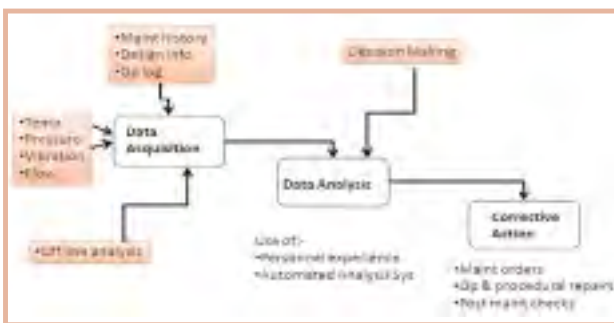 •Maint history
•Design info
•Op log
Decision Making
•Temp
•Pressure
•Vibration
•Flow
Data
Acquisition
Data Analysis
•Off line analysis
Corrective
Action
Use of:-
•Personnel experience
•Automated Analysis Sys
•Maint orders
•Op & procedural repairs
•Post maint checks